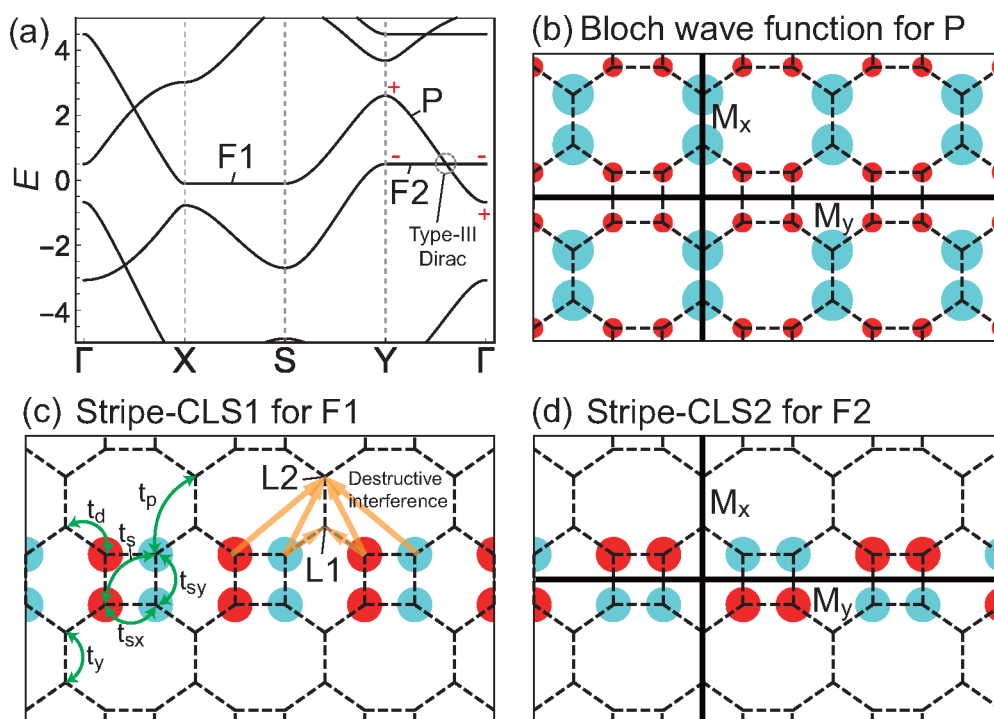 (a)
4
2
0
−2
−4
E
F1
P
F2
+
-
-
+
Type-III
Dirac
Γ X S Y Γ
(b) Bloch wave function for P
Mx
My
(c) Stripe-CLS1 for F1
L2
Destructive
interference
tp
td
ts
L1
tsy
tsx
ty
(d) Stripe-CLS2 for F2
Mx
My